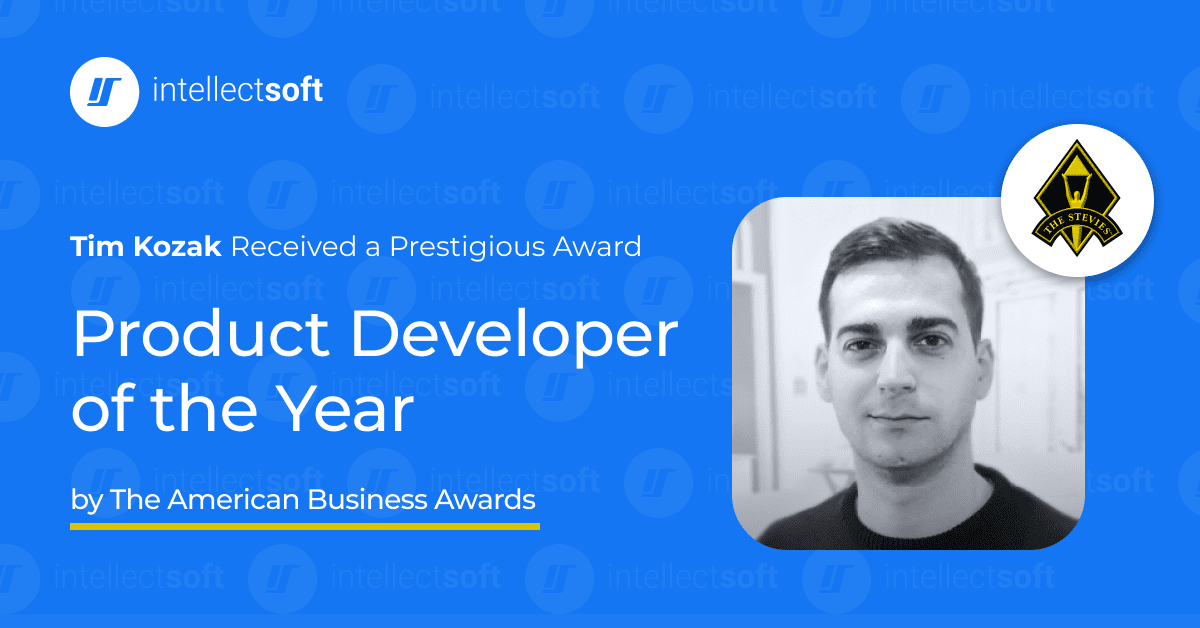 intellectsoft
THE STEVIES
Tim Kozak Received a Prestigious Award
Product Developer
of the Year
by The American Business Awards